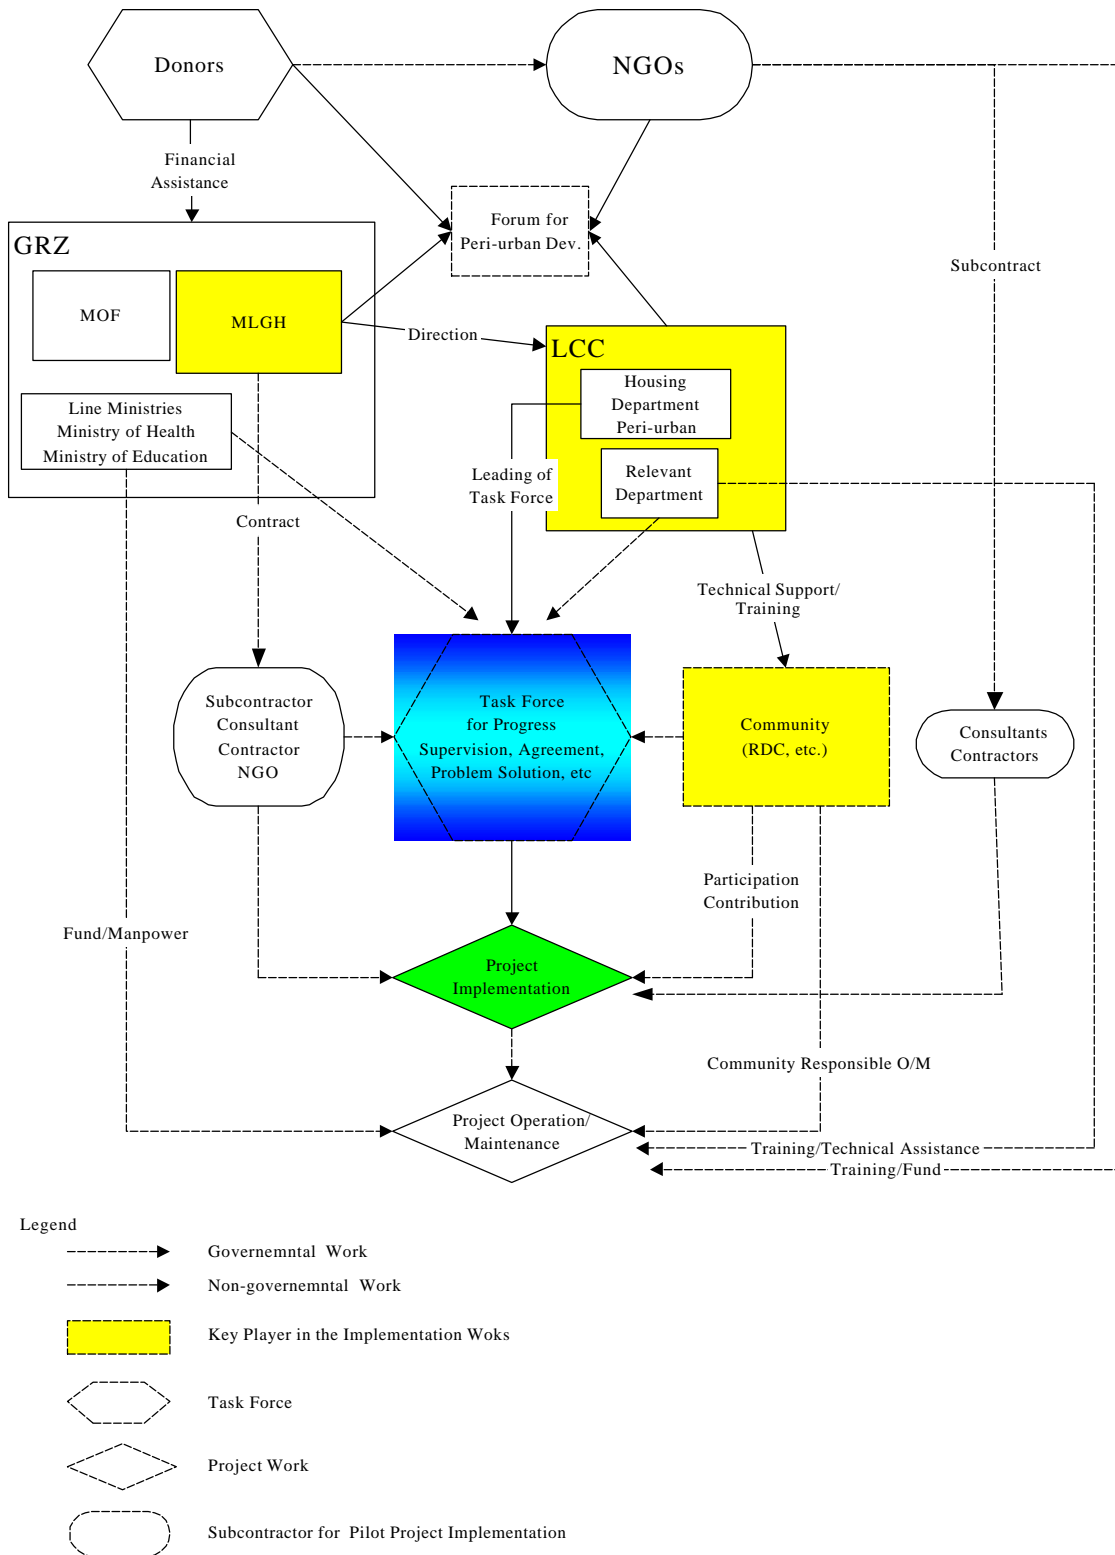 Donors
NGOs
Financial
Assistance
Forum for
Peri-urban Dev.
GRZ
Subcontract
MOF
MLGH
Direction
LCC
Housing
Department
Peri-urban
Line Ministries
Ministry of Health
Ministry of Education
Leading of
Task Force
Relevant
Department
Contract
Technical Support/
Training
Subcontractor
Consultant
Contractor
NGO
Task Force
for Progress
Supervision, Agreement,
Problem Solution, etc
Community
(RDC, etc.)
Consultants
Contractors
Participation
Contribution
Fund/Manpower
Project
Implementation
Community Responsible O/M
Project Operation/
Maintenance
Training/Technical Assistance
Training/Fund
Legend
Governemntal Work
Non-governemntal Work
Key Player in the Implementation Woks
Task Force
Project Work
Subcontractor for Pilot Project Implementation